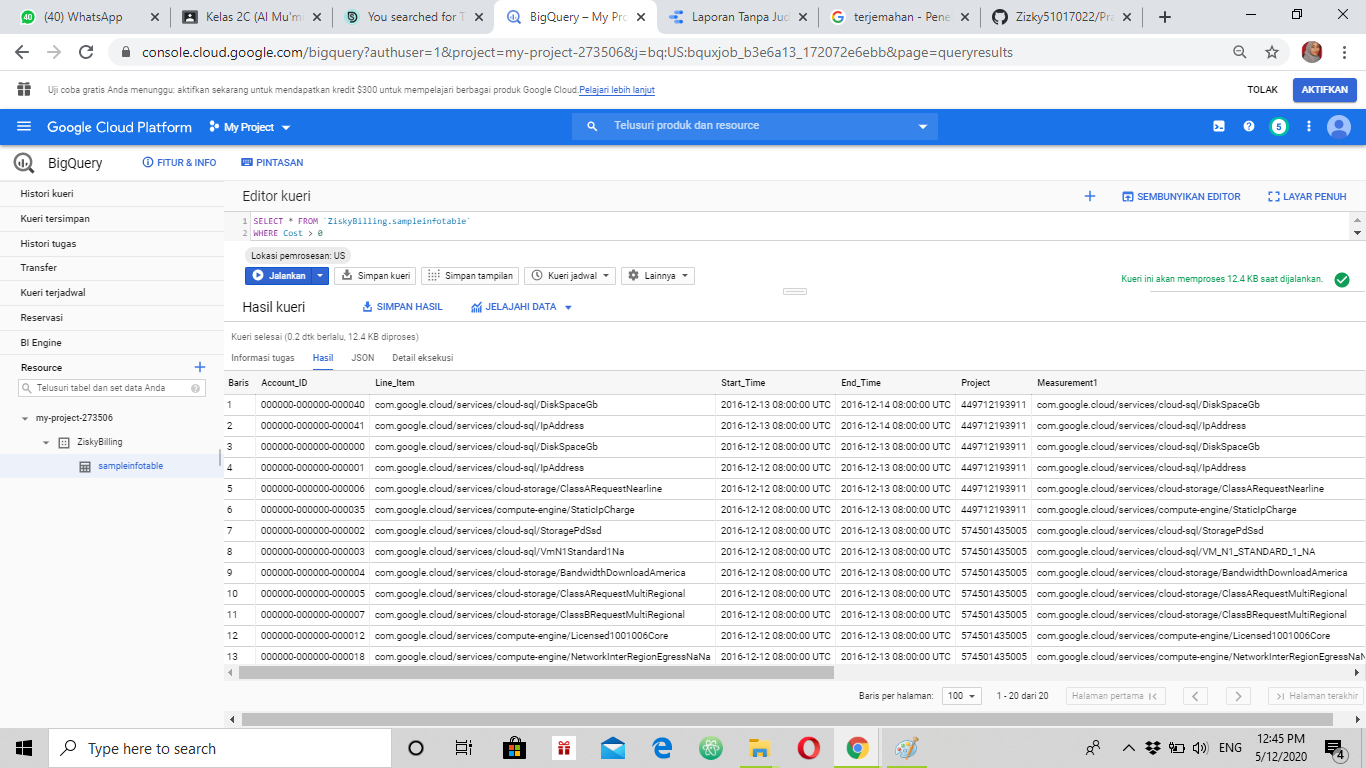 (40) WhatsApp
Kelas 2C (Al Mu'mi
You searched for T
BigQuery – My Pro
Laporan Tanpa Jud
terjemahan - Pene
Zizky51017022/Pra
console.cloud.google.com/bigquery?authuser=1&project=my-project-273506&j=bq:US:bquxjob_b3e6a13_172072e6ebb&page=queryresults
Uji coba gratis Anda menunggu: aktifkan sekarang untuk mendapatkan kredit $300 untuk mempelajari berbagai produk Google Cloud. Pelajari lebih lanjut
TOLAK
AKTIFKAN
Google Cloud Platform
My Project
Telusuri produk dan resource
5
BigQuery
FITUR & INFO
PINTASAN
Histori kueri
Kueri tersimpan
Histori tugas
Transfer
Kueri terjadwal
Reservasi
BI Engine
Resource
Telusuri tabel dan set data Anda
my-project-273506
ZiskyBilling
sampleinfotable
Editor kueri
SEMBUNYIKAN EDITOR
LAYAR PENUH
1 SELECT * FROM `ZiskyBilling.sampleinfotable`
2 WHERE Cost > 0
Lokasi pemrosesan: US
Jalankan
Simpan kueri
Simpan tampilan
Kueri jadwal
Lainnya
Kueri ini akan memproses 12.4 KB saat dijalankan.
Hasil kueri
SIMPAN HASIL
JELAJAHI DATA
Kueri selesai (0.2 dtk berlalu, 12.4 KB diproses)
Informasi tugas
Hasil
JSON
Detail eksekusi
Baris Account_ID Line_Item Start_Time End_Time Project Measurement1
1 000000-000000-000040 com.google.cloud/services/cloud-sql/DiskSpaceGb 2016-12-13 08:00:00 UTC 2016-12-14 08:00:00 UTC 449712193911 com.google.cloud/services/cloud-sql/DiskSpaceGb
2 000000-000000-000041 com.google.cloud/services/cloud-sql/IpAddress 2016-12-13 08:00:00 UTC 2016-12-14 08:00:00 UTC 449712193911 com.google.cloud/services/cloud-sql/IpAddress
3 000000-000000-000000 com.google.cloud/services/cloud-sql/DiskSpaceGb 2016-12-12 08:00:00 UTC 2016-12-13 08:00:00 UTC 449712193911 com.google.cloud/services/cloud-sql/DiskSpaceGb
4 000000-000000-000001 com.google.cloud/services/cloud-sql/IpAddress 2016-12-12 08:00:00 UTC 2016-12-13 08:00:00 UTC 449712193911 com.google.cloud/services/cloud-sql/IpAddress
5 000000-000000-000006 com.google.cloud/services/cloud-storage/ClassARequestNearline 2016-12-12 08:00:00 UTC 2016-12-13 08:00:00 UTC 449712193911 com.google.cloud/services/cloud-storage/ClassARequestNearline
6 000000-000000-000035 com.google.cloud/services/compute-engine/StaticIpCharge 2016-12-12 08:00:00 UTC 2016-12-13 08:00:00 UTC 449712193911 com.google.cloud/services/compute-engine/StaticIpCharge
7 000000-000000-000002 com.google.cloud/services/cloud-sql/StoragePdSsd 2016-12-12 08:00:00 UTC 2016-12-13 08:00:00 UTC 574501435005 com.google.cloud/services/cloud-sql/StoragePdSsd
8 000000-000000-000003 com.google.cloud/services/cloud-sql/VmN1Standard1Na 2016-12-12 08:00:00 UTC 2016-12-13 08:00:00 UTC 574501435005 com.google.cloud/services/cloud-sql/VM_N1_STANDARD_1_NA
9 000000-000000-000004 com.google.cloud/services/cloud-storage/BandwidthDownloadAmerica 2016-12-12 08:00:00 UTC 2016-12-13 08:00:00 UTC 574501435005 com.google.cloud/services/cloud-storage/BandwidthDownloadAmerica
10 000000-000000-000005 com.google.cloud/services/cloud-storage/ClassARequestMultiRegional 2016-12-12 08:00:00 UTC 2016-12-13 08:00:00 UTC 574501435005 com.google.cloud/services/cloud-storage/ClassARequestMultiRegional
11 000000-000000-000007 com.google.cloud/services/cloud-storage/ClassBRequestMultiRegional 2016-12-12 08:00:00 UTC 2016-12-13 08:00:00 UTC 574501435005 com.google.cloud/services/cloud-storage/ClassBRequestMultiRegional
12 000000-000000-000012 com.google.cloud/services/compute-engine/Licensed1001006Core 2016-12-12 08:00:00 UTC 2016-12-13 08:00:00 UTC 574501435005 com.google.cloud/services/compute-engine/Licensed1001006Core
13 000000-000000-000018 com.google.cloud/services/compute-engine/NetworkInterRegionEgressNaNa 2016-12-12 08:00:00 UTC 2016-12-13 08:00:00 UTC 574501435005 com.google.cloud/services/compute-engine/NetworkInterRegionEgressNaN
Baris per halaman: 100 1 - 20 dari 20 Halaman pertama Halaman terakhir
Type here to search
ENG
12:45 PM
5/12/2020
4